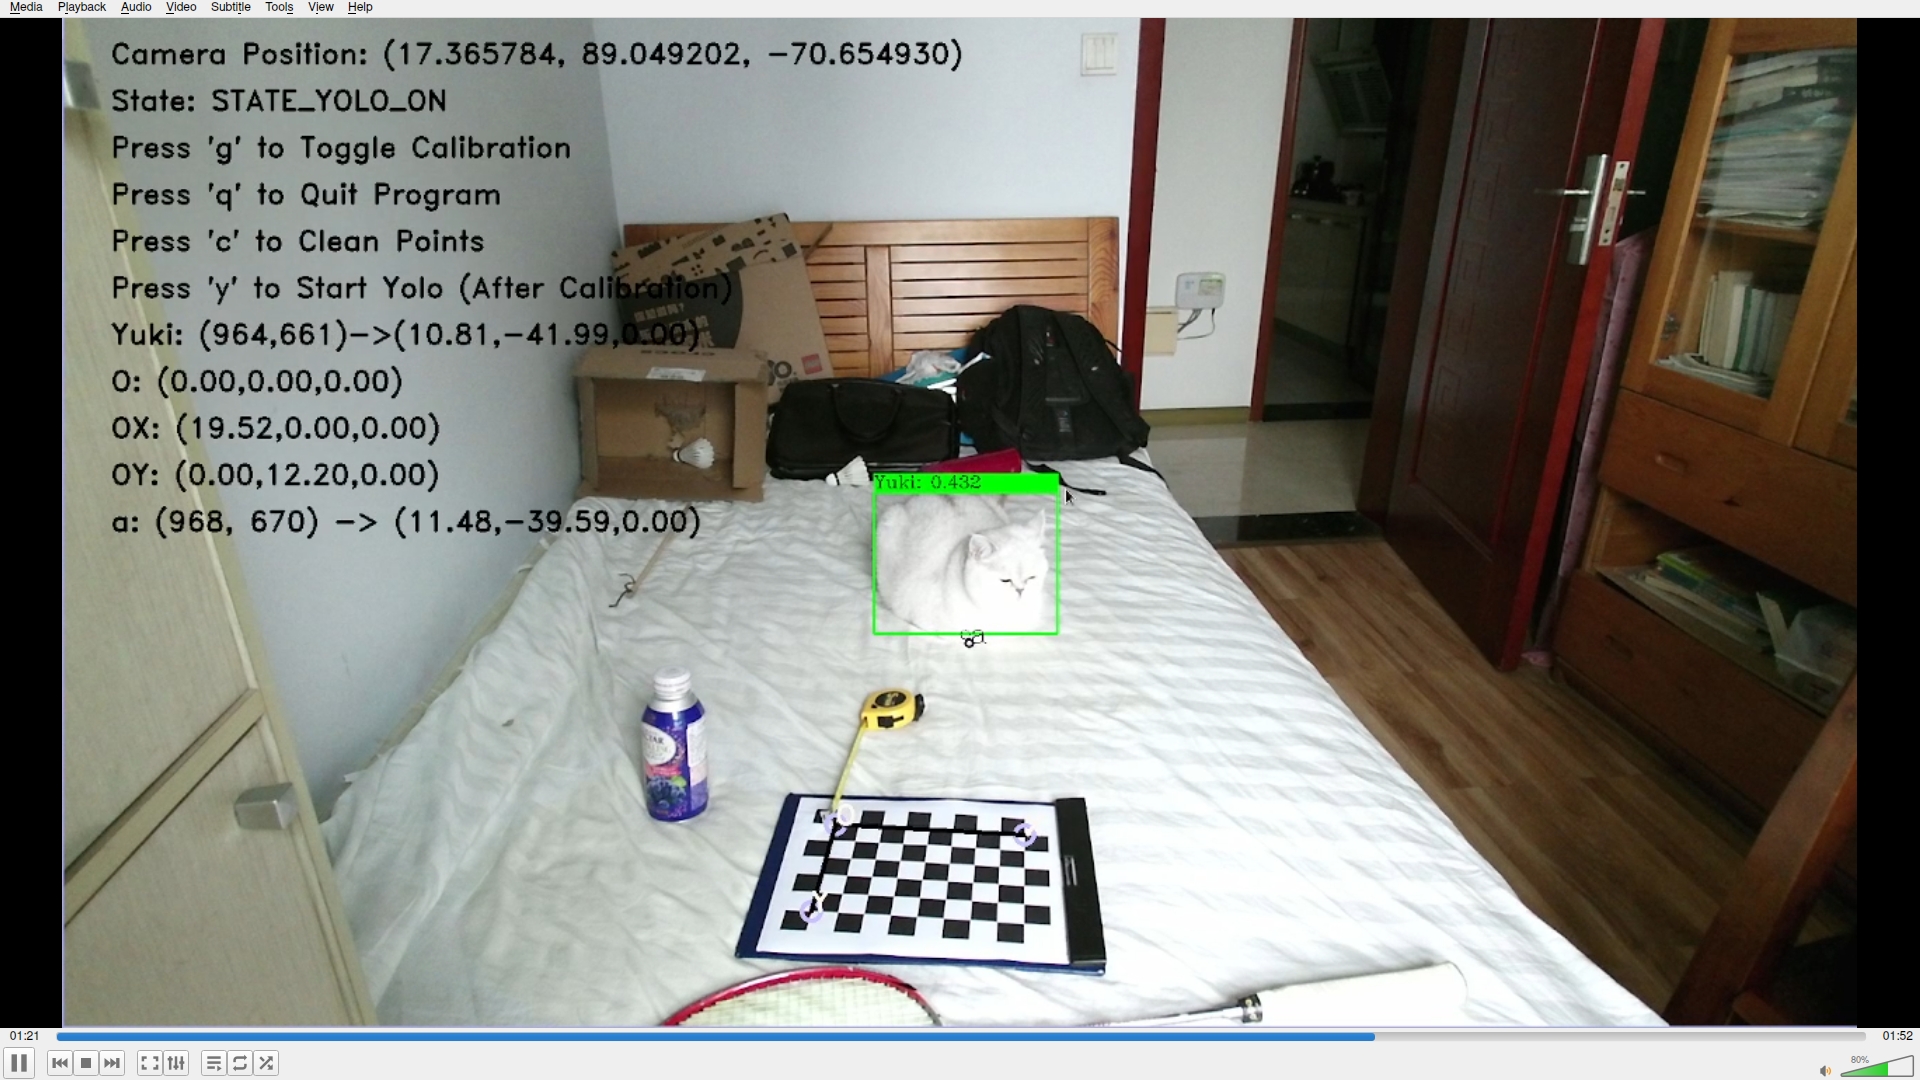 Media Playback Audio Video Subtitle Tools View Help
Camera Position: (17.365784, 89.049202, -70.654930)
State: STATE_YOLO_ON
Press 'g' to Toggle Calibration
Press 'q' to Quit Program
Press 'c' to Clean Points
Press 'y' to Start Yolo (After Calibration)
Yuki: (964,661)->(10.81,-41.99,0.00)
O: (0.00,0.00,0.00)
OX: (19.52,0.00,0.00)
OY: (0.00,12.20,0.00)
a: (968, 670) -> (11.48,-39.59,0.00)
Yuki: 0.432
01:21
01:52
80%